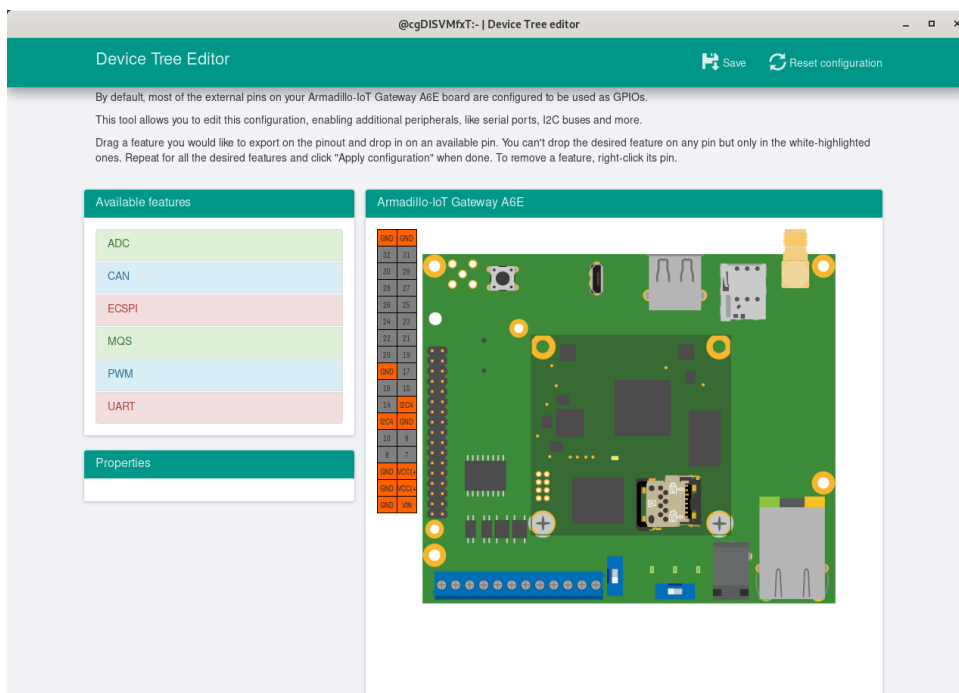 @cgDISVMfxT:~ | Device Tree editor
Device Tree Editor
Save
Reset configuration
By default, most of the external pins on your Armadillo-IoT Gateway A6E board are configured to be used as GPIOs.
This tool allows you to edit this configuration, enabling additional peripherals, like serial ports, I2C buses and more.
Drag a feature you would like to export on the pinout and drop in on an available pin. You can't drop the desired feature on any pin but only in the white-highlighted
ones. Repeat for all the desired features and click "Apply configuration" when done. To remove a feature, right-click its pin.
Available features
ADC
CAN
ECSPI
MQS
PWM
UART
Properties
Armadillo-IoT Gateway A6E
GND GND
32 31
30 28
28 27
26 25
24 23
22 21
20 19
GND 17
16 15
14 I2C4
I2C4 GND
10 9
8 7
GND VCC(+
GND VCC(+
GND VIN